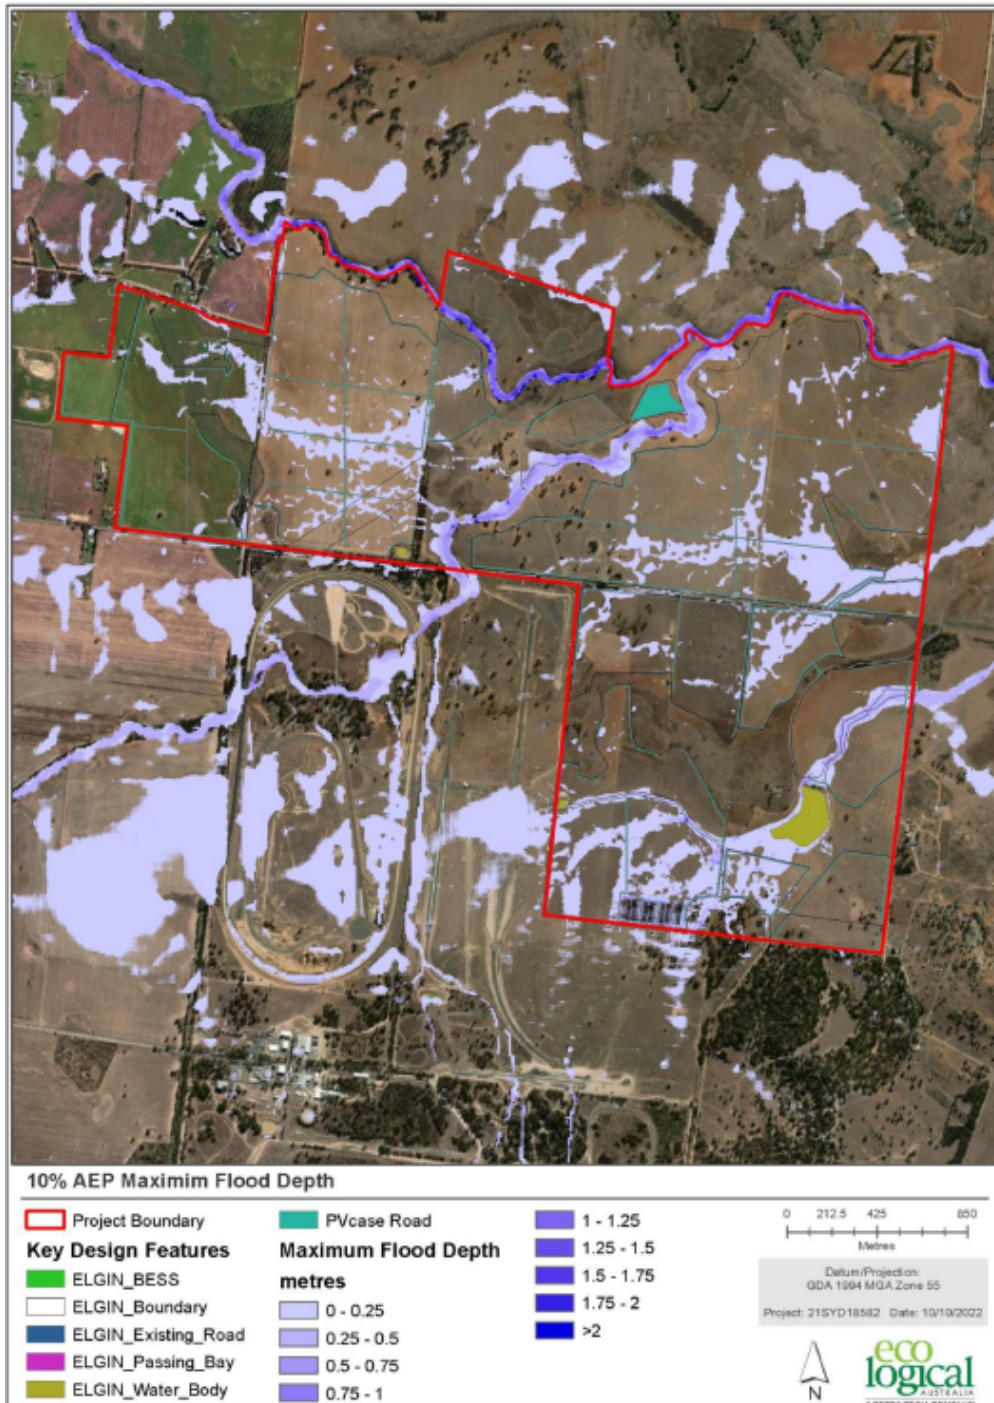 10% AEP Maximim Flood Depth
Project Boundary
Key Design Features
ELGIN_BESS
ELGIN_Boundary
ELGIN_Existing_Road
ELGIN_Passing_Bay
ELGIN_Water_Body
PVcase Road
Maximum Flood Depth
metres
0 - 0.25
0.25 - 0.5
0.5 - 0.75
0.75 - 1
1 - 1.25
1.25 - 1.5
1.5 - 1.75
1.75 - 2
>2
0 212.5 425 850
Metres
Datum/Projection:
GDA 1994 MGA Zone 55
Project: 21SYD18582 Date: 10/10/2022
N
eco
logical
AUSTRALIA